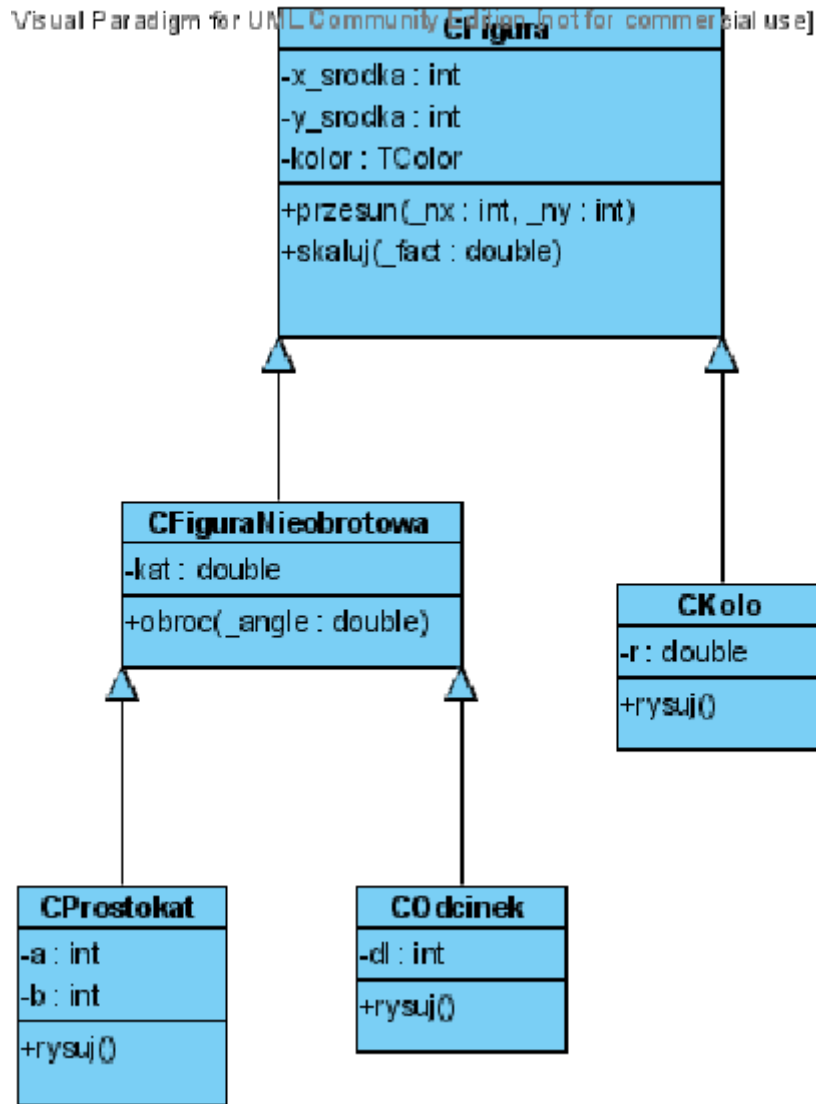 Visual Paradigm for UML Community Edition [not for commercial use]
CFigura
-x_srodka : int
-y_srodka : int
-kolor : TColor
+przesun(_nx : int, _ny : int)
+skaluj(_fact : double)
CFiguraNieobrotowa
-kat : double
+obroc(_angle : double)
CKolo
-r : double
+rysuj()
CProstokat
-a : int
-b : int
+rysuj()
COdcinek
-dl : int
+rysuj()